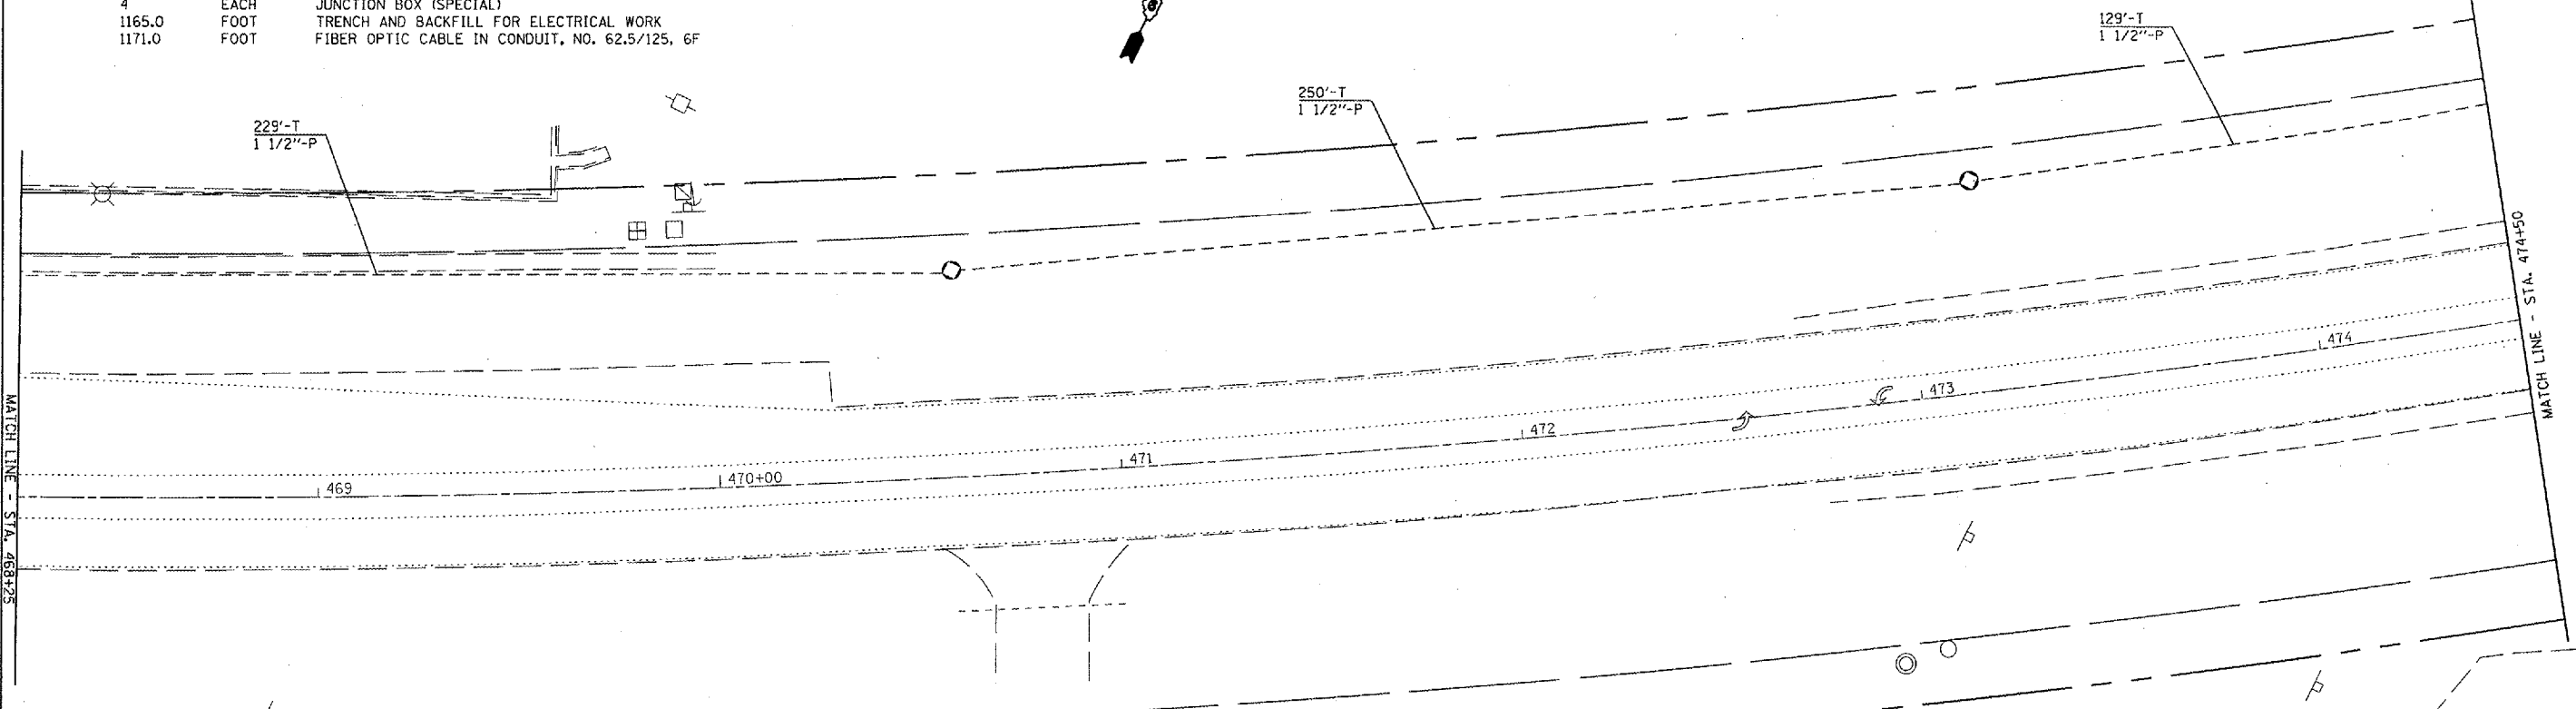 4 EACH JUNCTION BOX (SPECIAL)
1165.0 FOOT TRENCH AND BACKFILL FOR ELECTRICAL WORK
1171.0 FOOT FIBER OPTIC CABLE IN CONDUIT, NO. 62.5/125, 6F
129'-T
1 1/2"-P
250'-T
1 1/2"-P
229'-T
1 1/2"-P
MATCH LINE - STA. 474+50
474
473
472
471
470+00
469
MATCH LINE - STA. 468+25